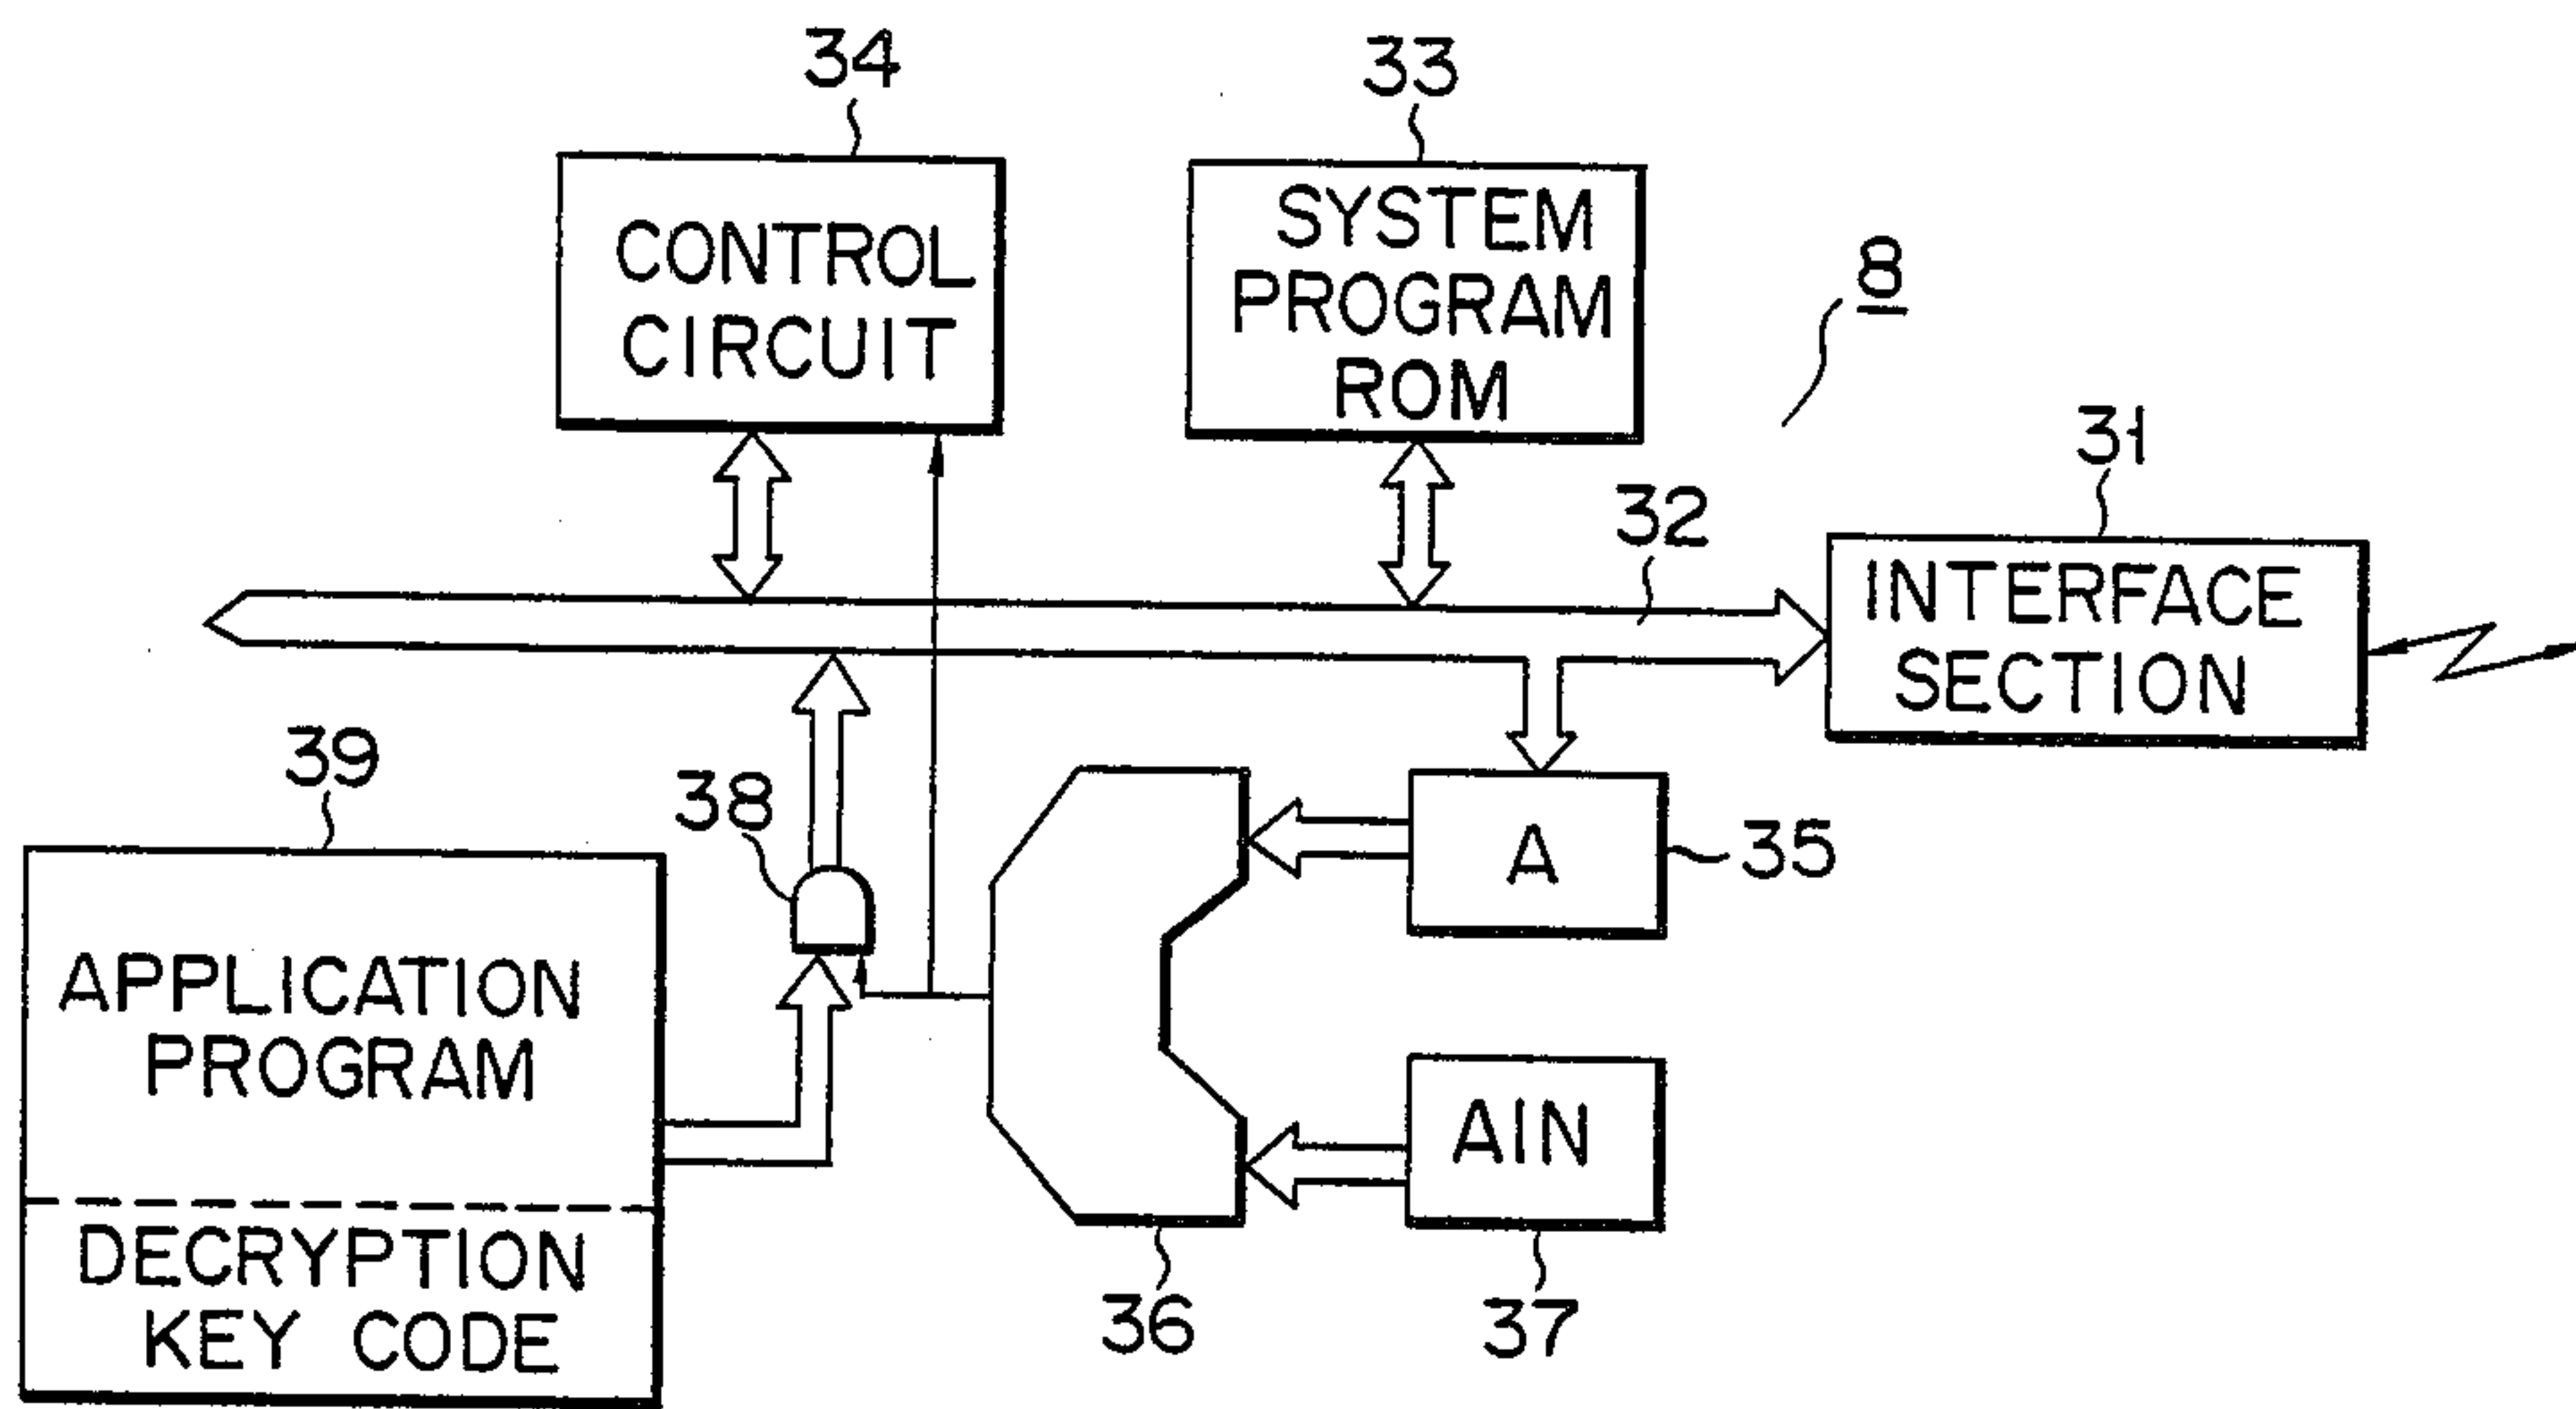 34
33
CONTROL
CIRCUIT
SYSTEM
PROGRAM
ROM
8
31
32
INTERFACE
SECTION
39
38
A
35
APPLICATION
PROGRAM
AIN
DECRYPTION
KEY CODE
36
37